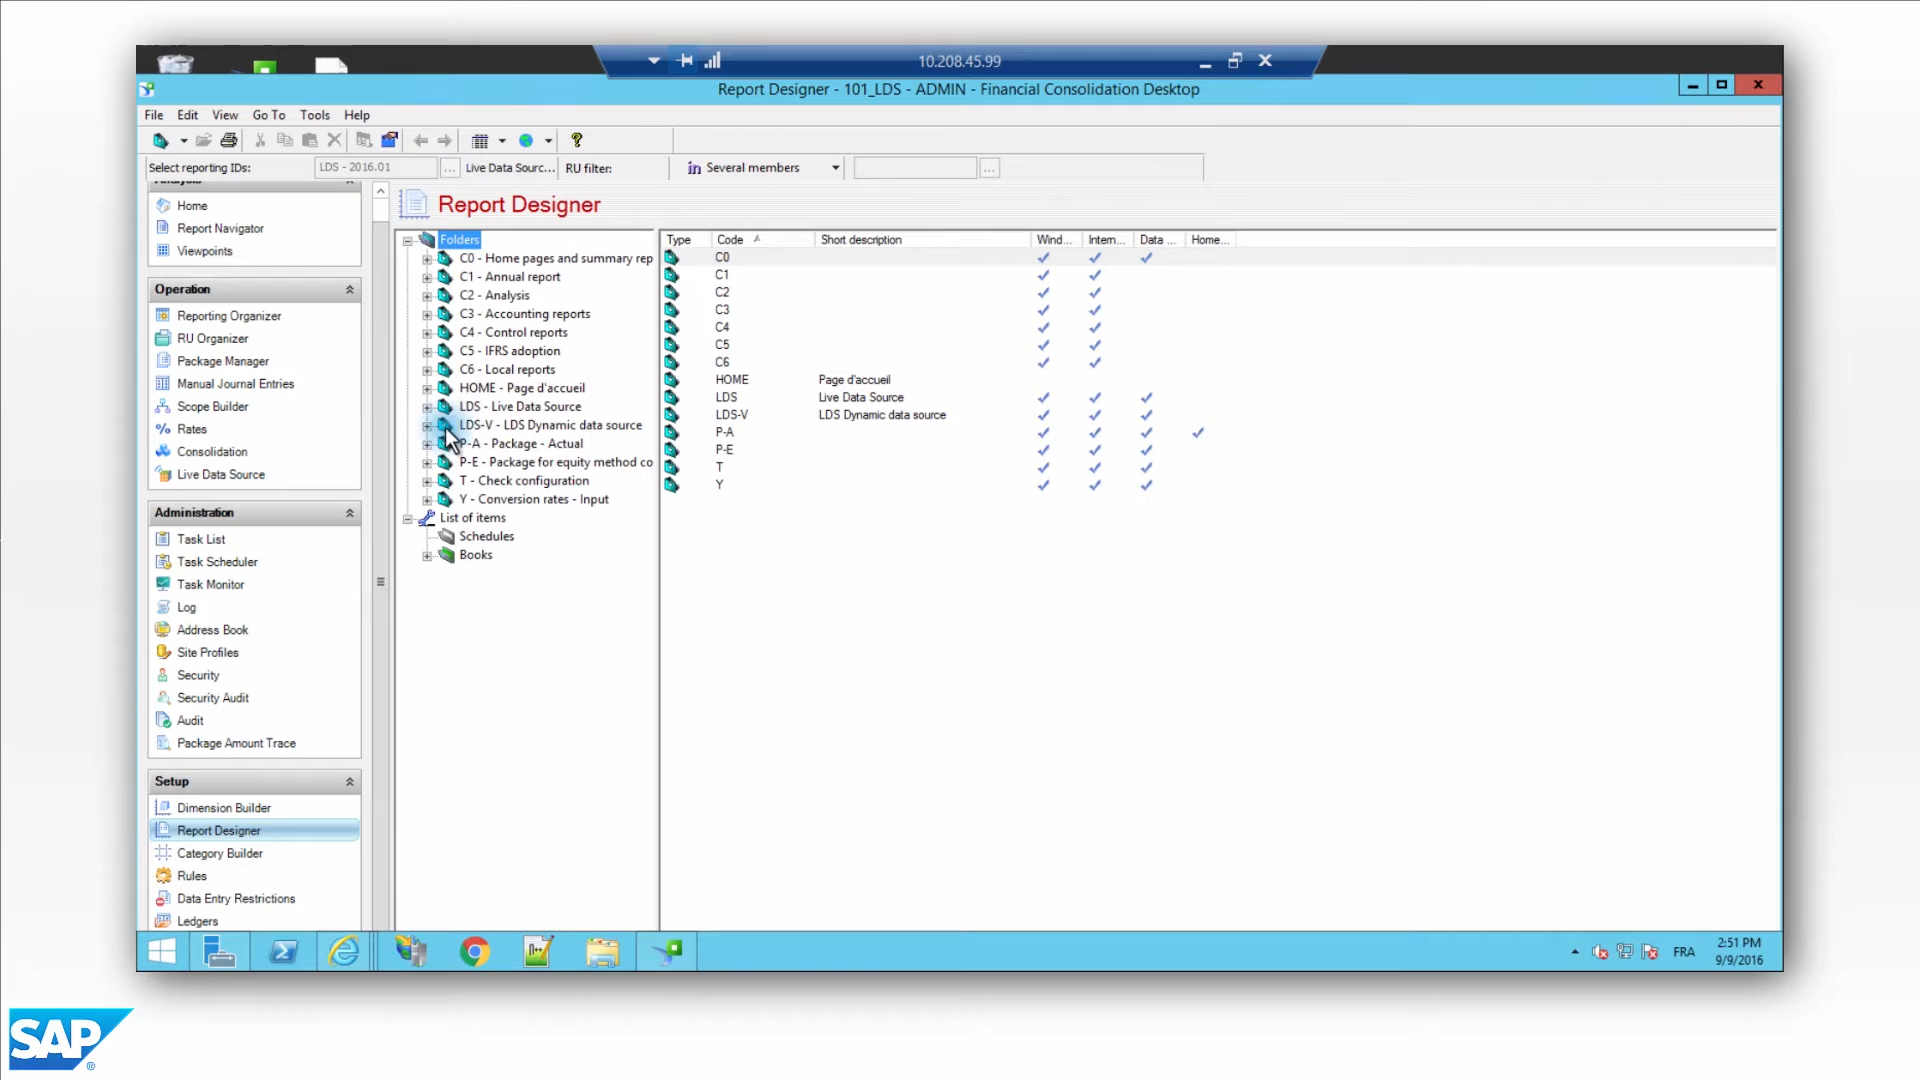 10.208.45.99
Report Designer - 101_LDS - ADMIN - Financial Consolidation Desktop
File Edit View Go To Tools Help
Select reporting IDs: LDS - 2016.01 ... Live Data Sourc... RU filter: in Several members ...
Analysis
Home
Report Navigator
Viewpoints
Operation
Reporting Organizer
RU Organizer
Package Manager
Manual Journal Entries
Scope Builder
Rates
Consolidation
Live Data Source
Administration
Task List
Task Scheduler
Task Monitor
Log
Address Book
Site Profiles
Security
Security Audit
Audit
Package Amount Trace
Setup
Dimension Builder
Report Designer
Category Builder
Rules
Data Entry Restrictions
Ledgers
Report Designer
Folders
C0 - Home pages and summary rep
C1 - Annual report
C2 - Analysis
C3 - Accounting reports
C4 - Control reports
C5 - IFRS adoption
C6 - Local reports
HOME - Page d'accueil
LDS - Live Data Source
LDS-V - LDS Dynamic data source
P-A - Package - Actual
P-E - Package for equity method co
T - Check configuration
Y - Conversion rates - Input
List of items
Schedules
Books
Type Code Short description Wind... Intern... Data ... Home...
C0
C1
C2
C3
C4
C5
C6
HOME Page d'accueil
LDS Live Data Source
LDS-V LDS Dynamic data source
P-A
P-E
T
Y
FRA
2:51 PM
9/9/2016
SAP